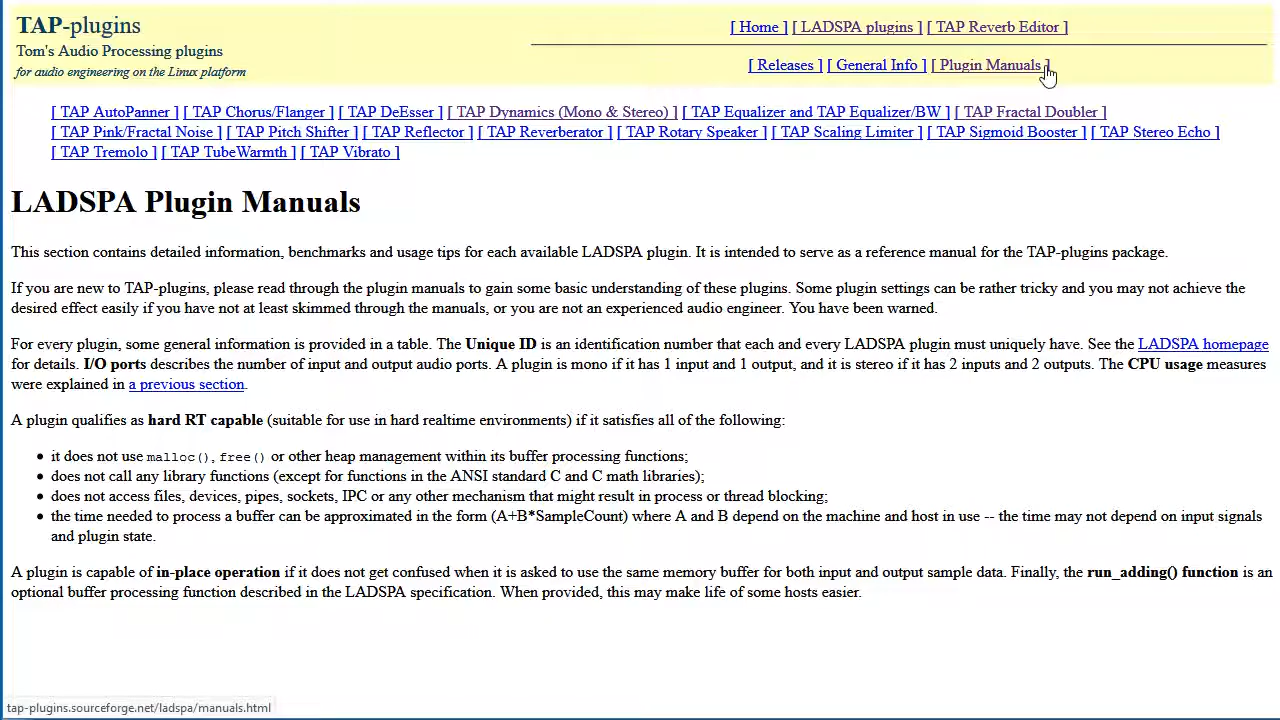 TAP-plugins
Tom's Audio Processing plugins
for audio engineering on the Linux platform
[ Home ] [ LADSPA plugins ] [ TAP Reverb Editor ]
[ Releases ] [ General Info ] [ Plugin Manuals ]
[ TAP AutoPanner ] [ TAP Chorus/Flanger ] [ TAP DeEsser ] [ TAP Dynamics (Mono & Stereo) ] [ TAP Equalizer and TAP Equalizer/BW ] [ TAP Fractal Doubler ]
[ TAP Pink/Fractal Noise ] [ TAP Pitch Shifter ] [ TAP Reflector ] [ TAP Reverberator ] [ TAP Rotary Speaker ] [ TAP Scaling Limiter ] [ TAP Sigmoid Booster ] [ TAP Stereo Echo ]
[ TAP Tremolo ] [ TAP TubeWarmth ] [ TAP Vibrato ]
LADSPA Plugin Manuals
This section contains detailed information, benchmarks and usage tips for each available LADSPA plugin. It is intended to serve as a reference manual for the TAP-plugins package.
If you are new to TAP-plugins, please read through the plugin manuals to gain some basic understanding of these plugins. Some plugin settings can be rather tricky and you may not achieve the
desired effect easily if you have not at least skimmed through the manuals, or you are not an experienced audio engineer. You have been warned.
For every plugin, some general information is provided in a table. The Unique ID is an identification number that each and every LADSPA plugin must uniquely have. See the LADSPA homepage
for details. I/O ports describes the number of input and output audio ports. A plugin is mono if it has 1 input and 1 output, and it is stereo if it has 2 inputs and 2 outputs. The CPU usage measures
were explained in a previous section.
A plugin qualifies as hard RT capable (suitable for use in hard realtime environments) if it satisfies all of the following:
• it does not use malloc(), free() or other heap management within its buffer processing functions;
• does not call any library functions (except for functions in the ANSI standard C and C math libraries);
• does not access files, devices, pipes, sockets, IPC or any other mechanism that might result in process or thread blocking;
• the time needed to process a buffer can be approximated in the form (A+B*SampleCount) where A and B depend on the machine and host in use -- the time may not depend on input signals
and plugin state.
A plugin is capable of in-place operation if it does not get confused when it is asked to use the same memory buffer for both input and output sample data. Finally, the run_adding() function is an
optional buffer processing function described in the LADSPA specification. When provided, this may make life of some hosts easier.
tap-plugins.sourceforge.net/ladspa/manuals.html